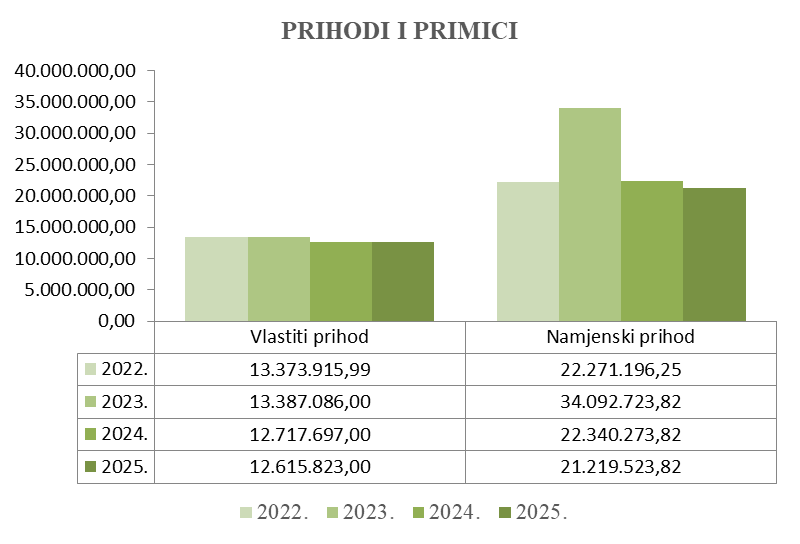 PRIHODI I PRIMICI
40.000.000,00
35.000.000,00
30.000.000,00
25.000.000,00
20.000.000,00
15.000.000,00
10.000.000,00
5.000.000,00
0,00
Vlastiti prihod Namjenski prihod
2022. 13.373.915,99 22.271.196,25
2023. 13.387.086,00 34.092.723,82
2024. 12.717.697,00 22.340.273,82
2025. 12.615.823,00 21.219.523,82
2022. 2023. 2024. 2025.